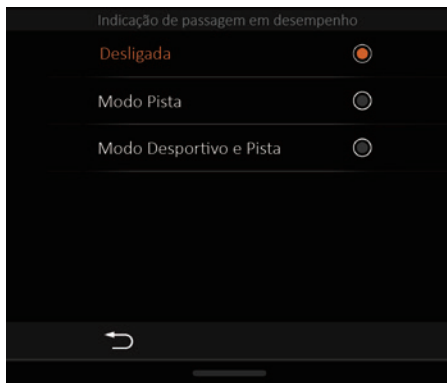 Indicação de passagem em desempenho
Desligada
Modo Pista
Modo Desportivo e Pista